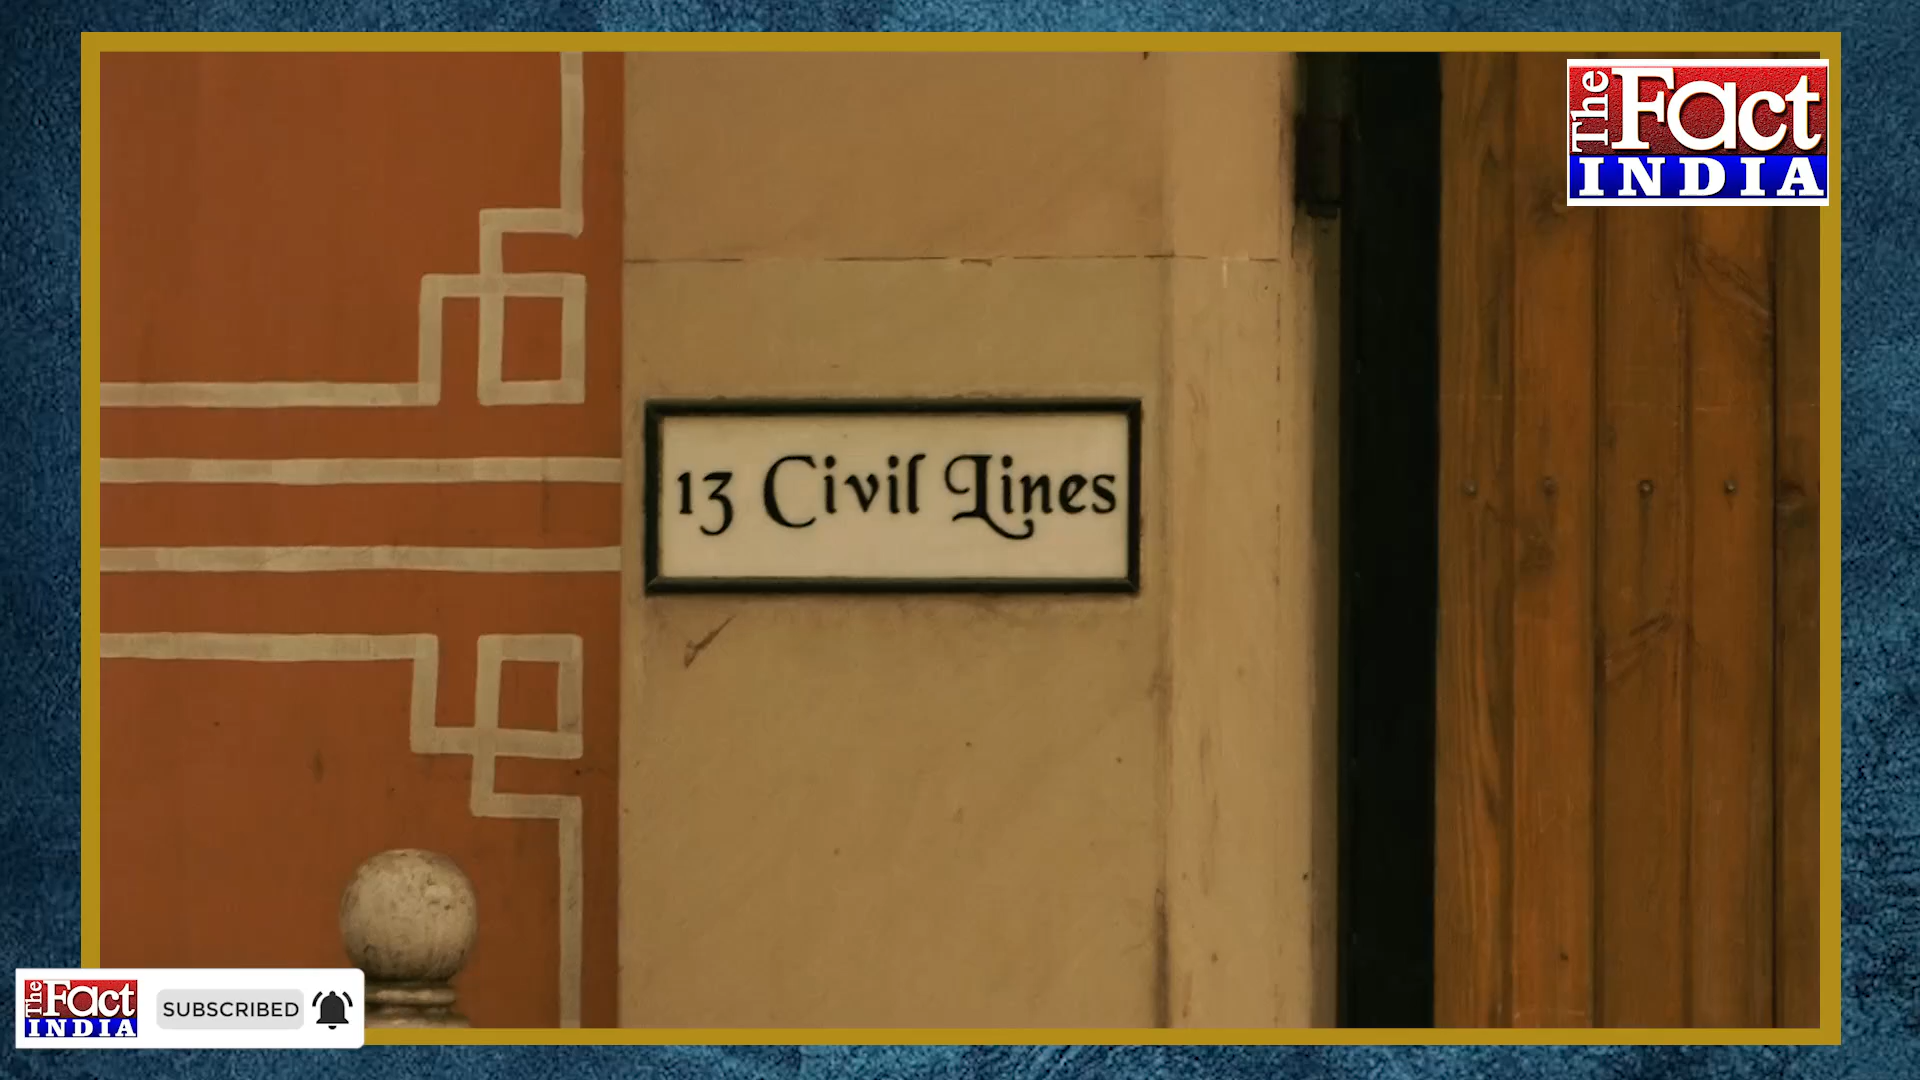 The Fact
INDIA
13 Civil Lines
The Fact
INDIA
SUBSCRIBED